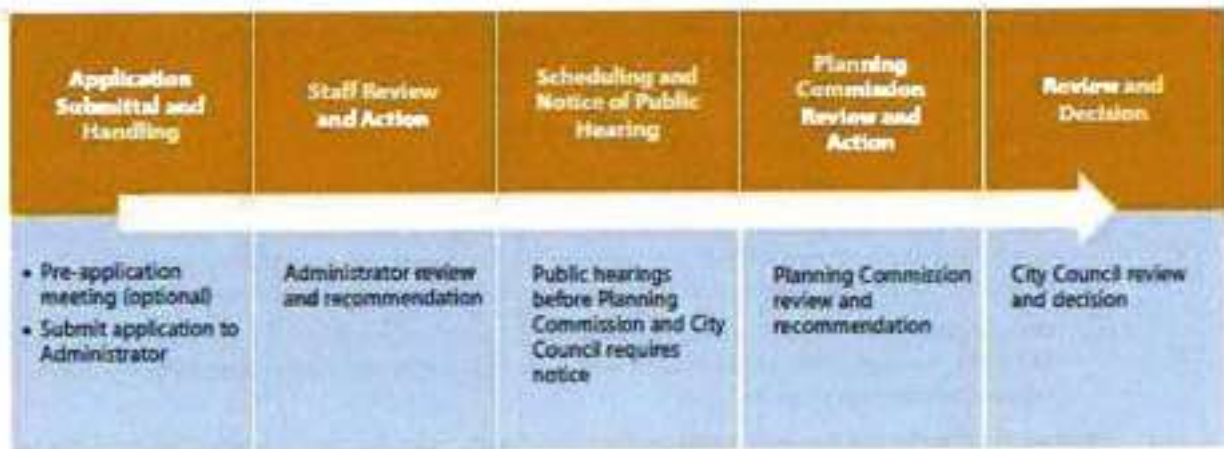 Application
Submittal and
Handling
Staff Review
and Action
Scheduling and
Notice of Public
Hearing
Planning
Commission
Review and
Action
Review and
Decision
• Pre-application
meeting (optional)
• Submit application to
Administrator
Administrator review
and recommendation
Public hearings
before Planning
Commission and City
Council requires
notice
Planning Commission
review and
recommendation
City Council review
and decision